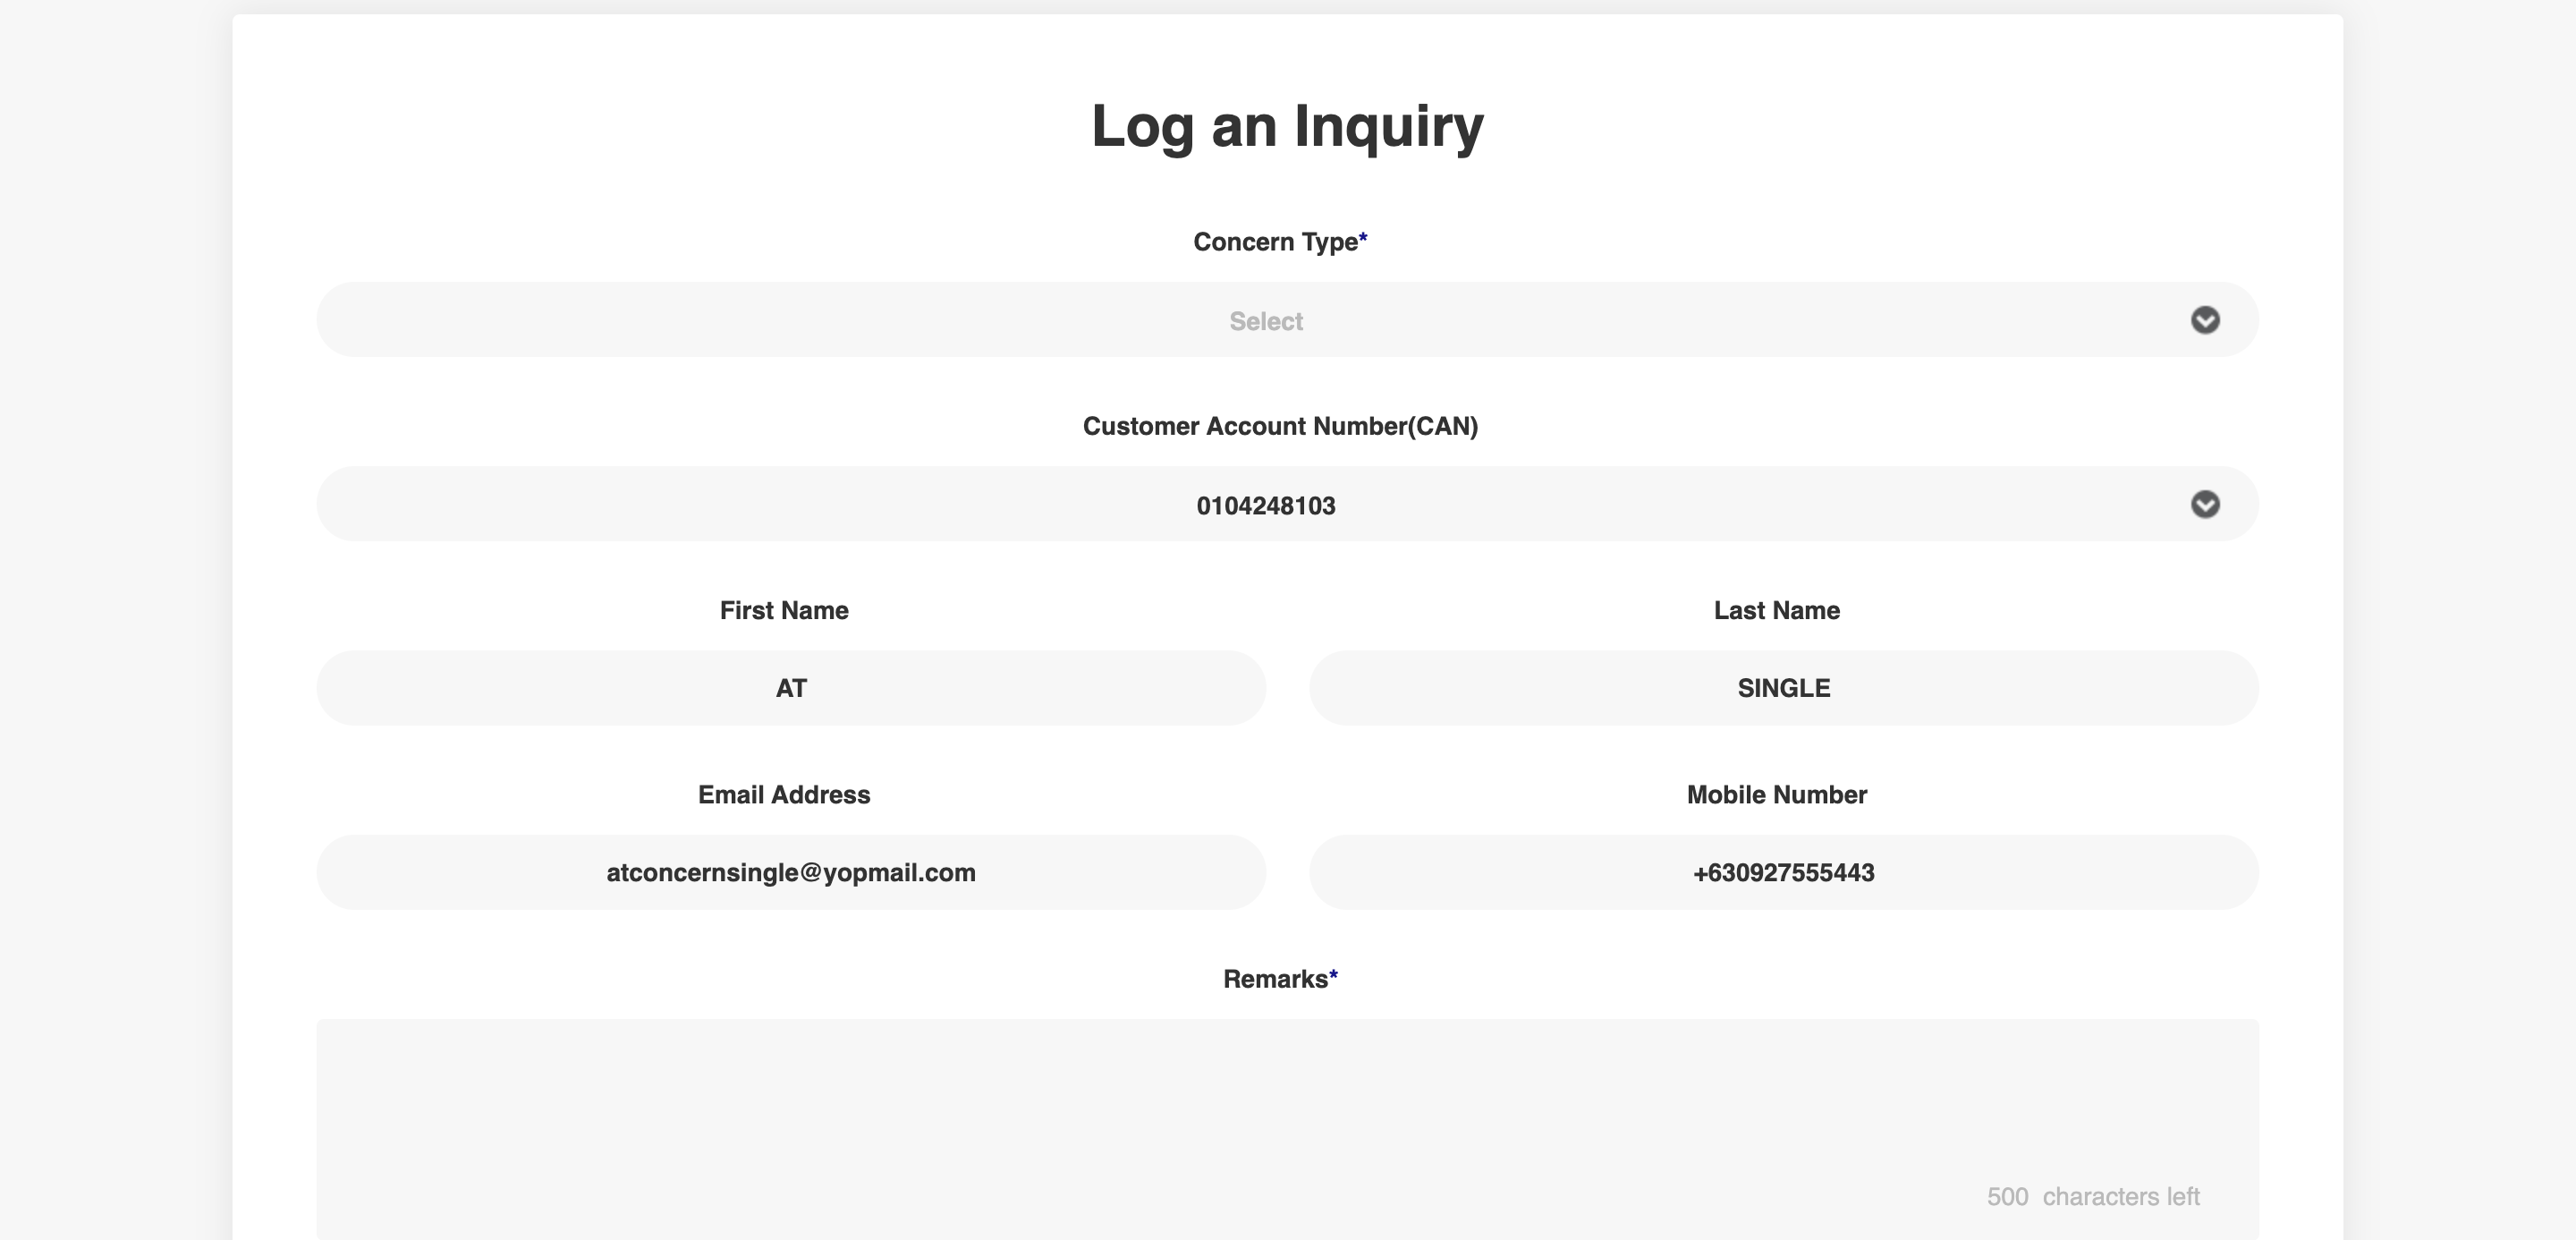 Log an Inquiry
Concern Type*
Select
Customer Account Number(CAN)
0104248103
First Name
Last Name
AT
SINGLE
Email Address
Mobile Number
atconcernsingle@yopmail.com
+630927555443
Remarks*
500 characters left